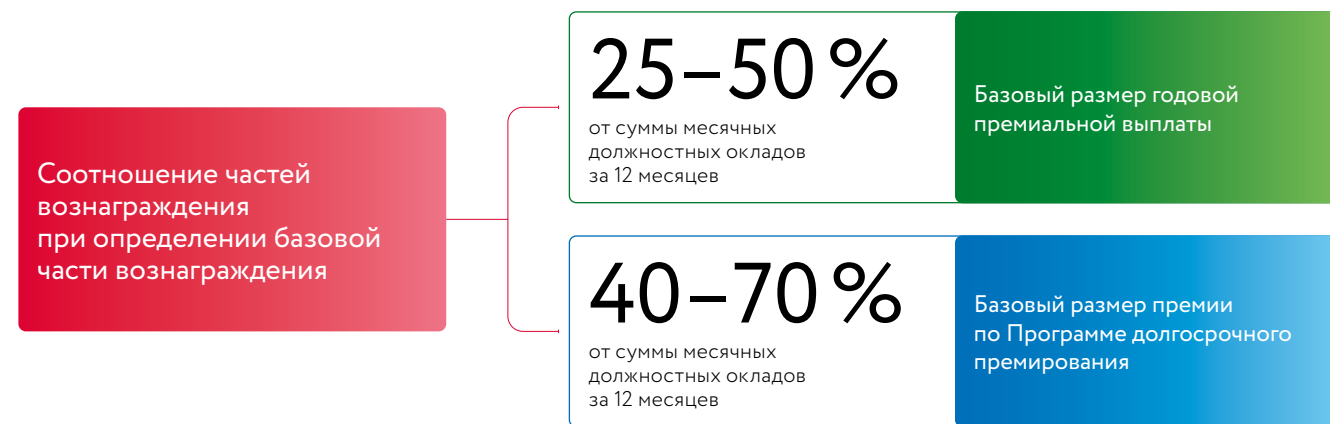 Соотношение частей
вознаграждения
при определении базовой
части вознаграждения
25–50 %
от суммы месячных
должностных окладов
за 12 месяцев
Базовый размер годовой
премиальной выплаты
40–70 %
от суммы месячных
должностных окладов
за 12 месяцев
Базовый размер премии
по Программе долгосрочного
премирования